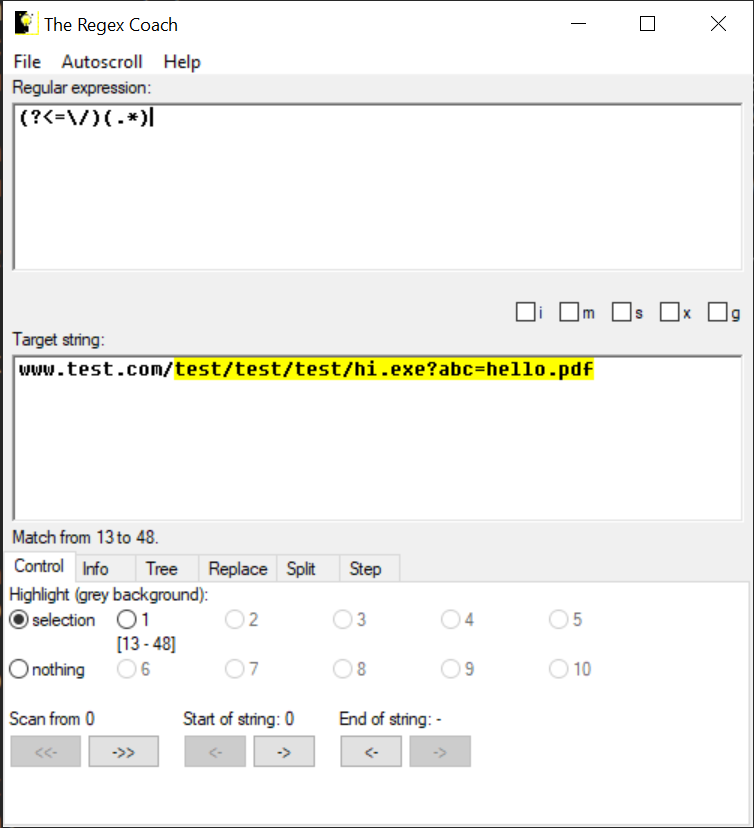 The Regex Coach
File Autoscroll Help
Regular expression:
(?<=\/)(.*)
i m s x g
Target string:
www.test.com/test/test/test/hi.exe?abc=hello.pdf
Match from 13 to 48.
Control Info Tree Replace Split Step
Highlight (grey background):
selection 1 2 3 4 5
[13 - 48]
nothing 6 7 8 9 10
Scan from 0 Start of string: 0 End of string: -
<<- ->> <- -> <- ->